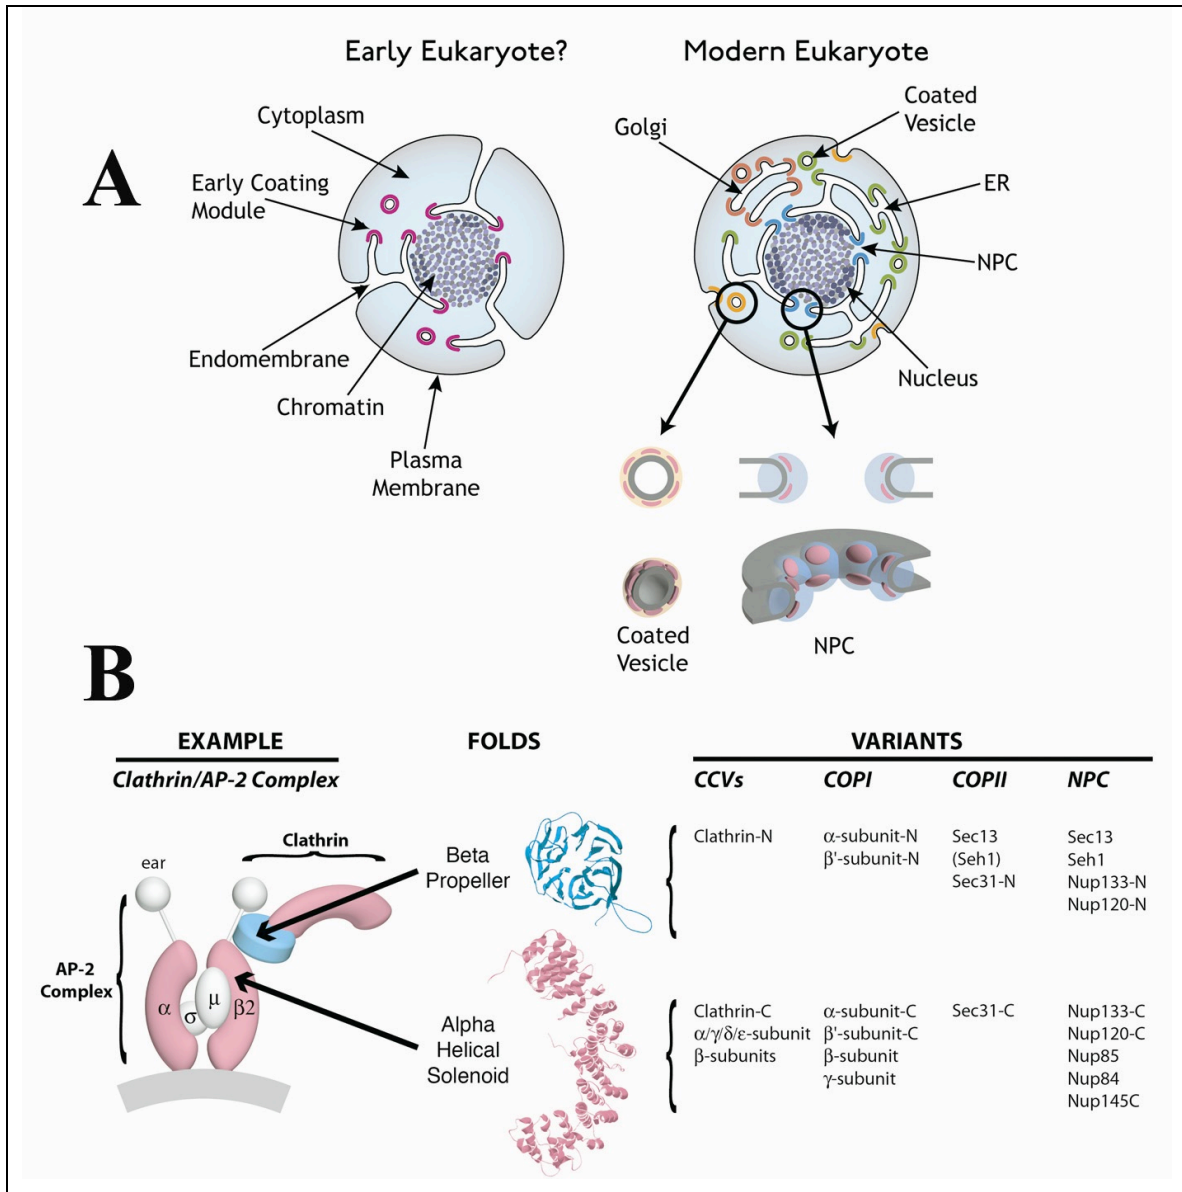 Early Eukaryote?
Modern Eukaryote
A
Cytoplasm
Early Coating
Module
Endomembrane
Chromatin
Plasma
Membrane
Golgi
Coated
Vesicle
ER
NPC
Nucleus
Coated
Vesicle
NPC
B
EXAMPLE
Clathrin/AP-2 Complex
Clathrin
ear
AP-2
Complex
α
σ
μ
β2
FOLDS
Beta
Propeller
Alpha
Helical
Solenoid
VARIANTS
CCVs COPI COPII NPC
Clathrin-N α-subunit-N Sec13 Sec13
β'-subunit-N (Seh1) Seh1
Sec31-N Nup133-N
Nup120-N
Clathrin-C α-subunit-C Sec31-C Nup133-C
α/γ/δ/ε-subunit β'-subunit-C Nup120-C
β-subunits β-subunit Nup85
γ-subunit Nup84
Nup145C